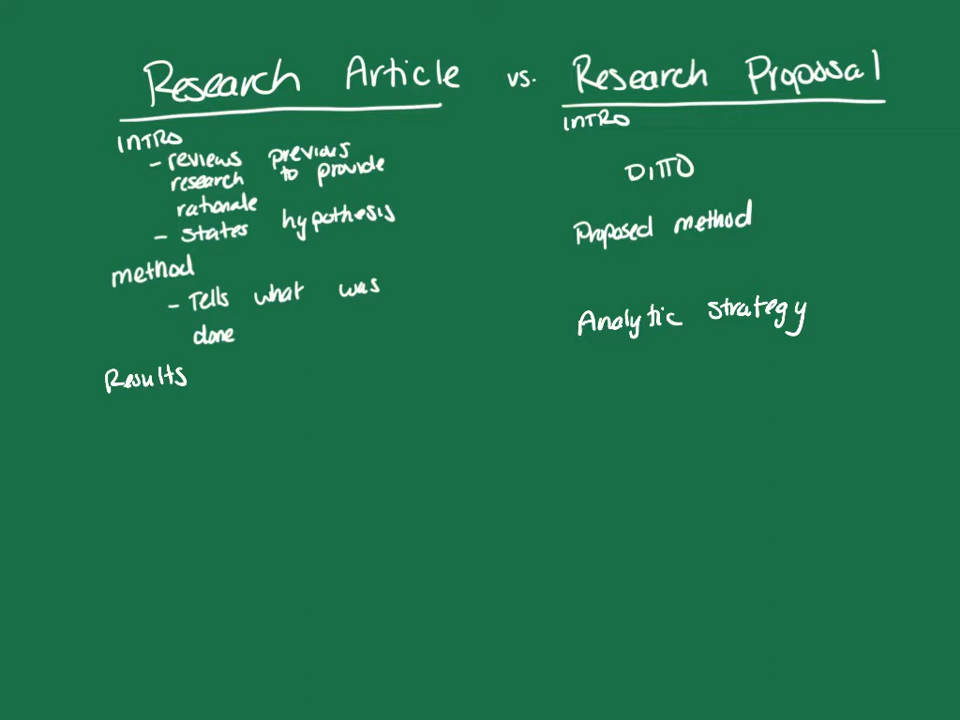 Research Article vs. Research Proposal
INTRO
- reviews previous
research to provide
rationale
- states hypothesis
method
- Tells what was
done
Results
INTRO
DITTO
Proposed method
Analytic strategy